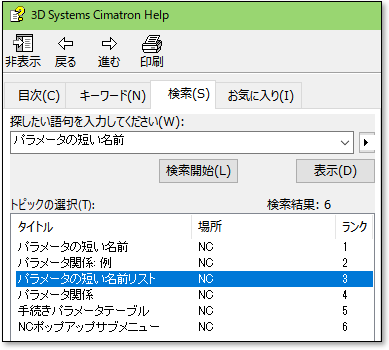 3D Systems Cimatron Help
非表示 戻る 進む 印刷
目次(C) キーワード(N) 検索(S) お気に入り(I)
探したい語句を入力してください(W):
パラメータの短い名前
検索開始(L) 表示(D)
トピックの選択(T): 検索結果: 6
タイトル 場所 ランク
パラメータの短い名前 NC 1
パラメータ関係: 例 NC 2
パラメータの短い名前リスト NC 3
パラメータ関係 NC 4
手続きパラメータテーブル NC 5
NCポップアップサブメニュー NC 6